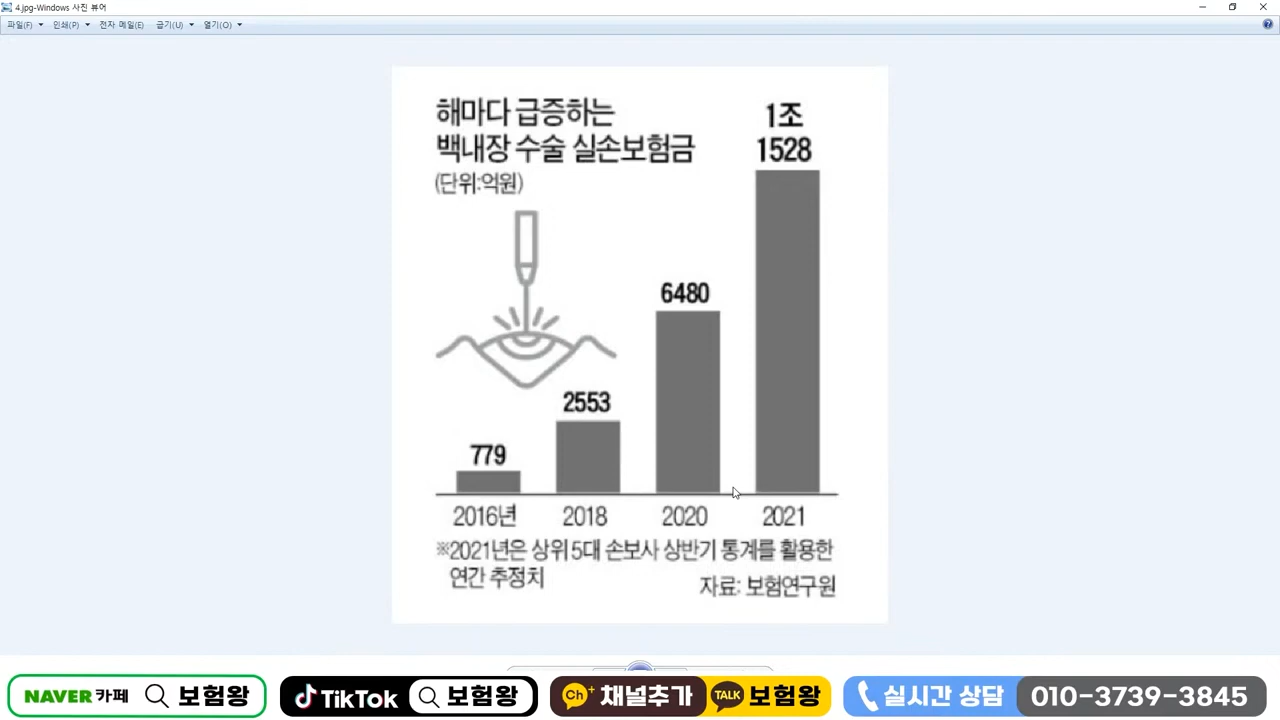 4.jpg-Windows 사진 뷰어
파일(F) 인쇄(P) 전자 메일(E) 굽기(U) 열기(O)
해마다 급증하는
백내장 수술 실손보험금
(단위:억원)
1조
1528
6480
2553
779
2016년 2018 2020 2021
※2021년은 상위 5대 손보사 상반기 통계를 활용한
연간 추정치
자료: 보험연구원
NAVER 카페 보험왕
TikTok 보험왕
Ch+ 채널추가 TALK 보험왕
실시간 상담 010-3739-3845